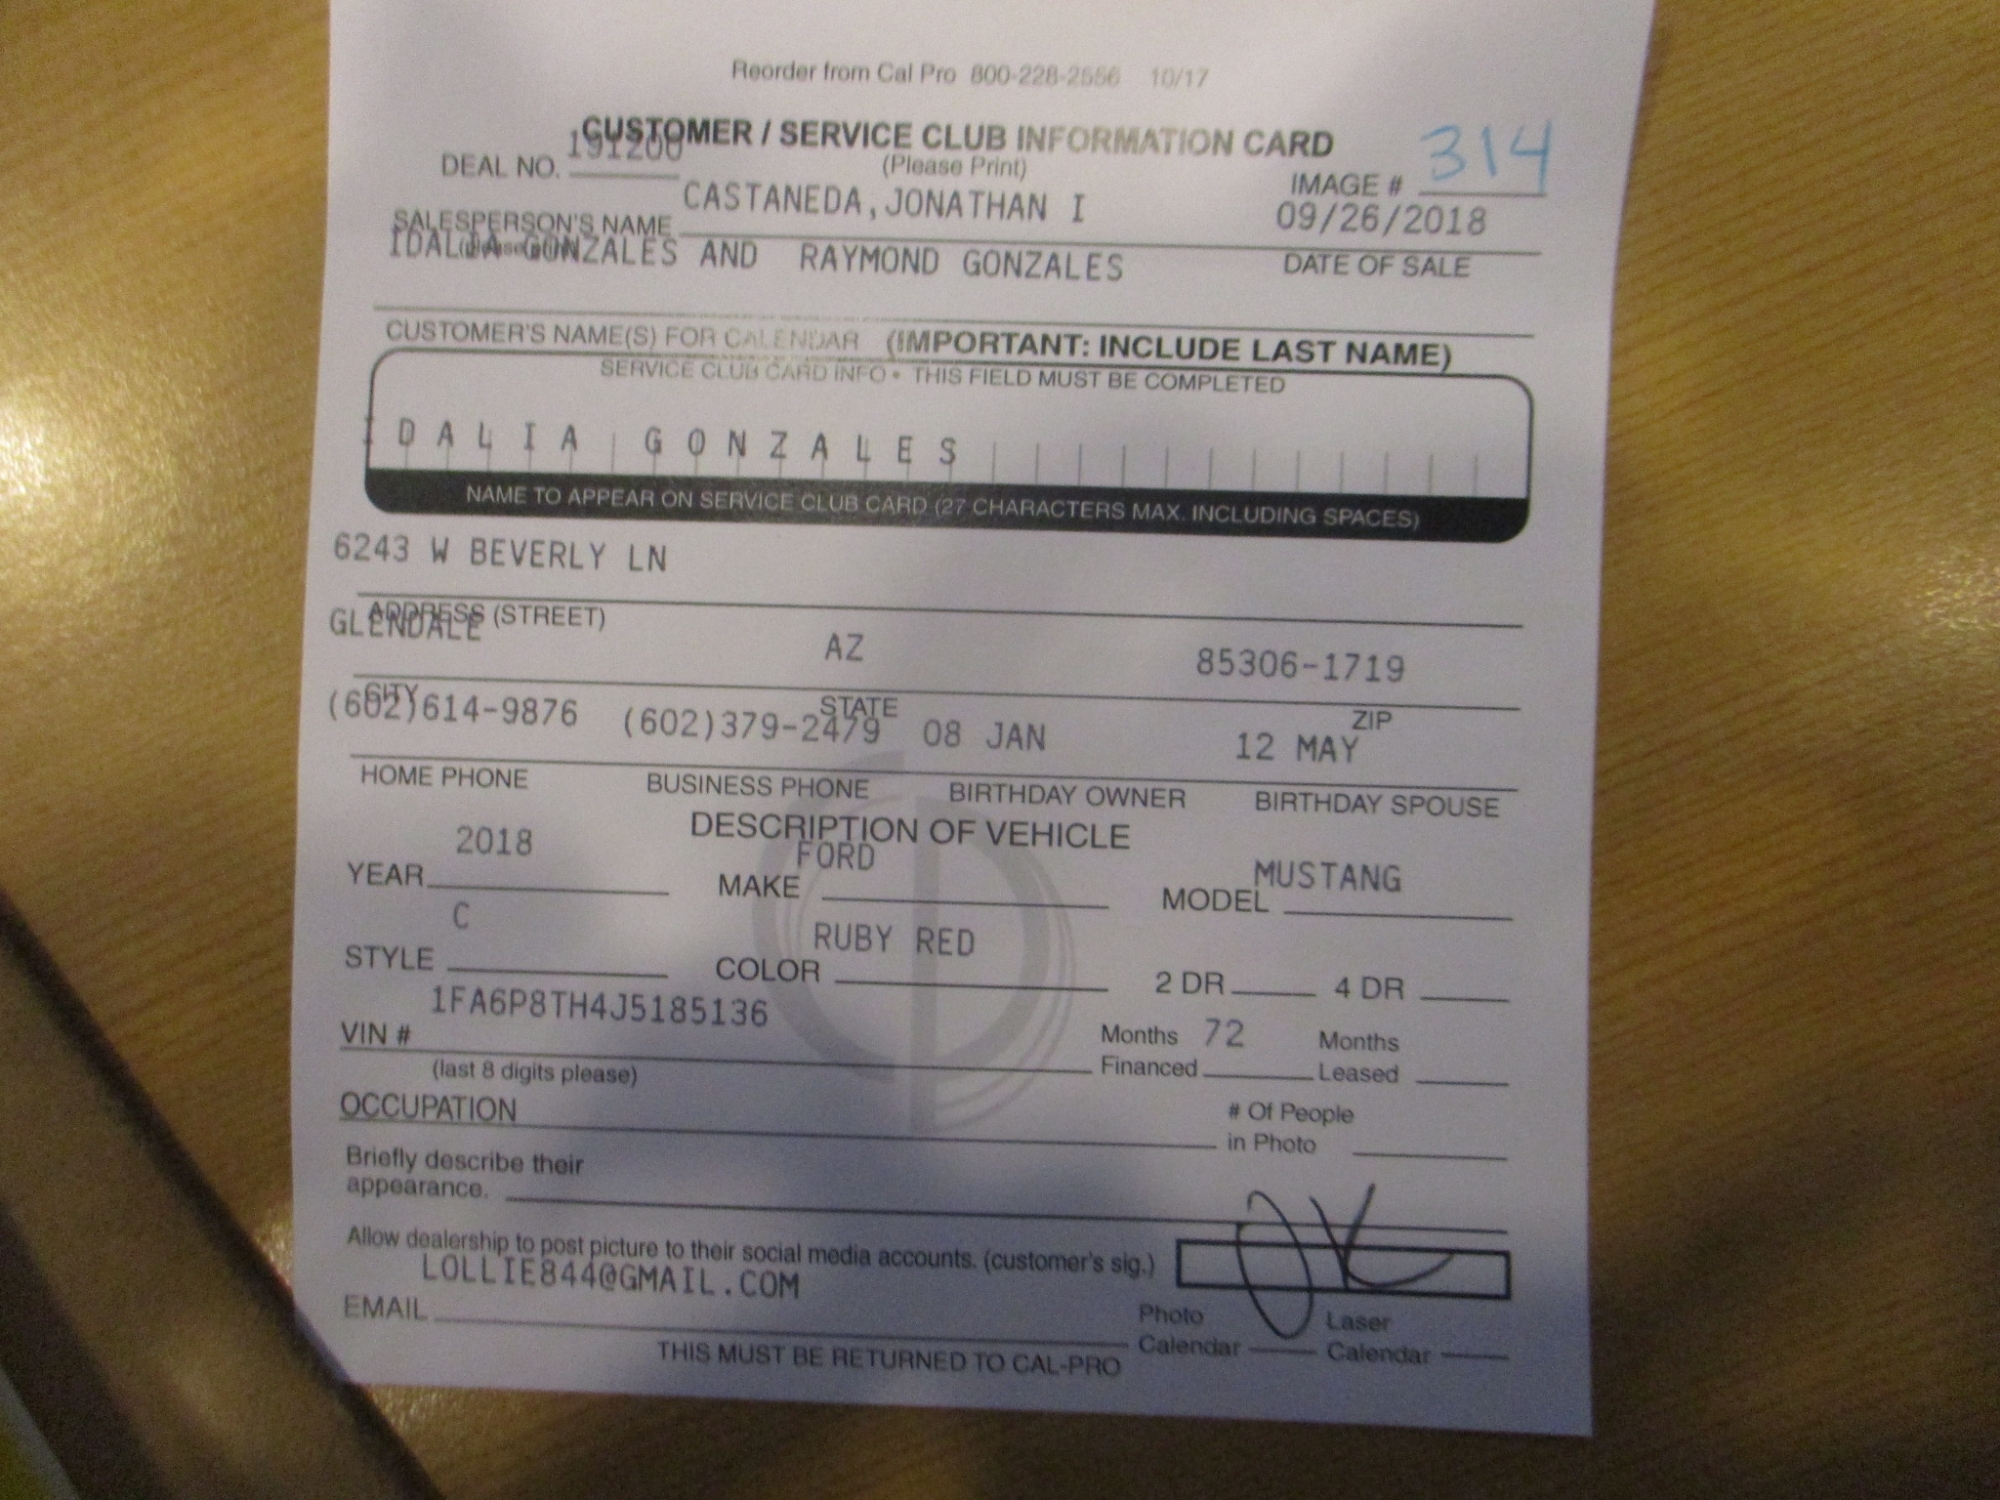 Reorder from Cal Pro 800-228-2556 10/17
CUSTOMER / SERVICE CLUB INFORMATION CARD
DEAL NO. 191200 (Please Print) IMAGE # 314
SALESPERSON'S NAME CASTANEDA,JONATHAN I 09/26/2018
IDALIA GONZALES AND RAYMOND GONZALES DATE OF SALE
CUSTOMER'S NAME(S) FOR CALENDAR (IMPORTANT: INCLUDE LAST NAME)
SERVICE CLUB CARD INFO • THIS FIELD MUST BE COMPLETED
IDALIA GONZALES
NAME TO APPEAR ON SERVICE CLUB CARD (27 CHARACTERS MAX. INCLUDING SPACES)
6243 W BEVERLY LN
ADDRESS (STREET)
GLENDALE AZ 85306-1719
CITY STATE ZIP
(602)614-9876 (602)379-2479 08 JAN 12 MAY
HOME PHONE BUSINESS PHONE BIRTHDAY OWNER BIRTHDAY SPOUSE
DESCRIPTION OF VEHICLE
YEAR 2018 MAKE FORD MODEL MUSTANG
STYLE C COLOR RUBY RED 2 DR 4 DR
VIN # 1FA6P8TH4J5185136 Months Financed 72 Months Leased
(last 8 digits please)
OCCUPATION # Of People in Photo
Briefly describe their
appearance.
Allow dealership to post picture to their social media accounts. (customer's sig.)
EMAIL LOLLIE844@GMAIL.COM Photo Calendar Laser Calendar
THIS MUST BE RETURNED TO CAL-PRO